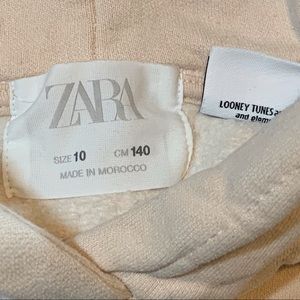 ZARA
SIZE 10 CM 140
MADE IN MOROCCO
LOONEY TUNES
and